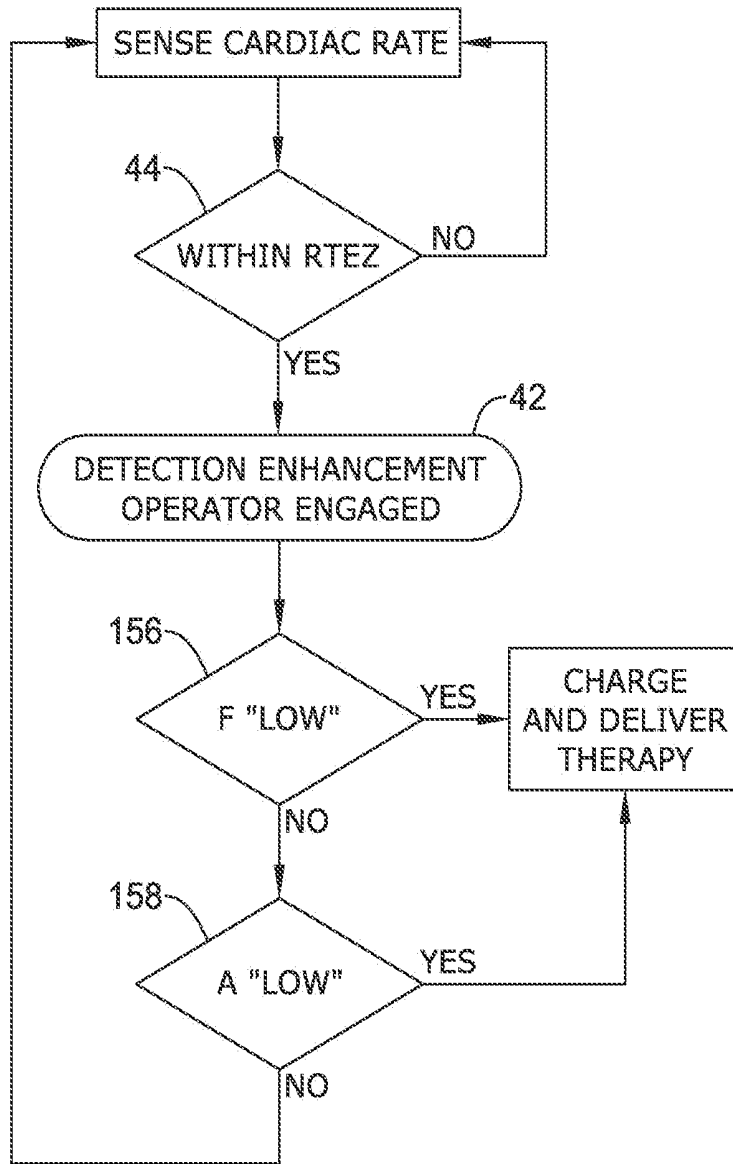 SENSE CARDIAC RATE
44
WITHIN RTEZ
NO
YES
42
DETECTION ENHANCEMENT
OPERATOR ENGAGED
156
F "LOW"
YES
CHARGE
AND DELIVER
THERAPY
NO
158
A "LOW"
YES
NO